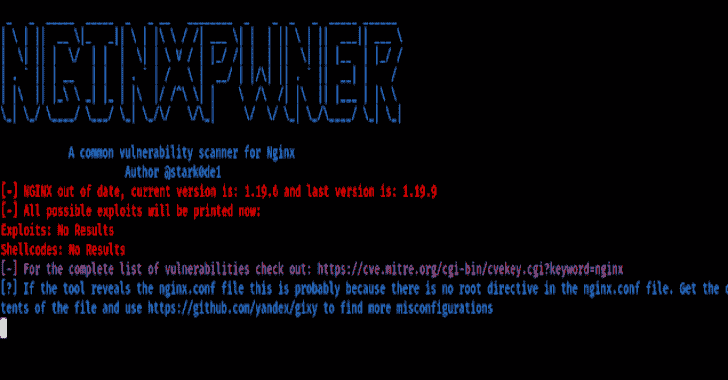 NGINXPWNER
A common vulnerability scanner for Nginx
Author @stark0de1
[-] NGINX out of date, current version is: 1.19.0 and last version is: 1.19.9
[-] All possible exploits will be printed now:
Exploits: No Results
Shellcodes: No Results
[-] For the complete list of vulnerabilities check out: https://cve.mitre.org/cgi-bin/cvekey.cgi?keyword=nginx
[?] If the tool reveals the nginx.conf file this is probably because there is no root directive in the nginx.conf file. Get the c
tents of the file and use https://github.com/yandex/gixy to find more misconfigurations